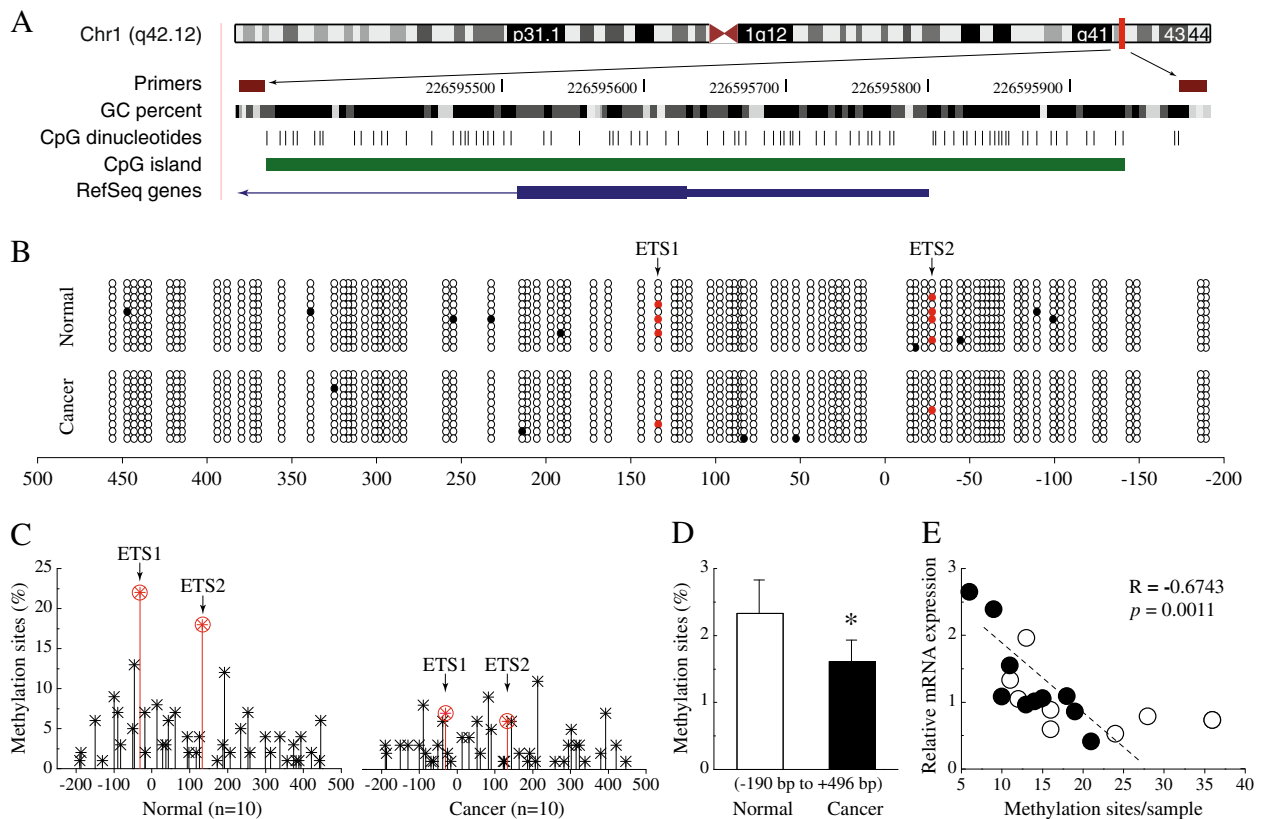 A
Chr1 (q42.12)
p31.1
1q12
q41
43
44
Primers
226595500
226595600
226595700
226595800
226595900
GC percent
CpG dinucleotides
CpG island
RefSeq genes
B
ETS1
ETS2
Normal
Cancer
500 450 400 350 300 250 200 150 100 50 0 -50 -100 -150 -200
C
Methylation sites (%)
25
20
15
10
5
0
ETS1
ETS2
-200 -100 0 100 200 300 400 500
Normal (n=10)
ETS1
ETS2
-200 -100 0 100 200 300 400 500
Cancer (n=10)
D
Methylation sites (%)
3
2
1
0
*
(-190 bp to +496 bp)
Normal
Cancer
E
Relative mRNA expression
3
2
1
0
R = -0.6743
p = 0.0011
5 10 15 20 25 30 35 40
Methylation sites/sample